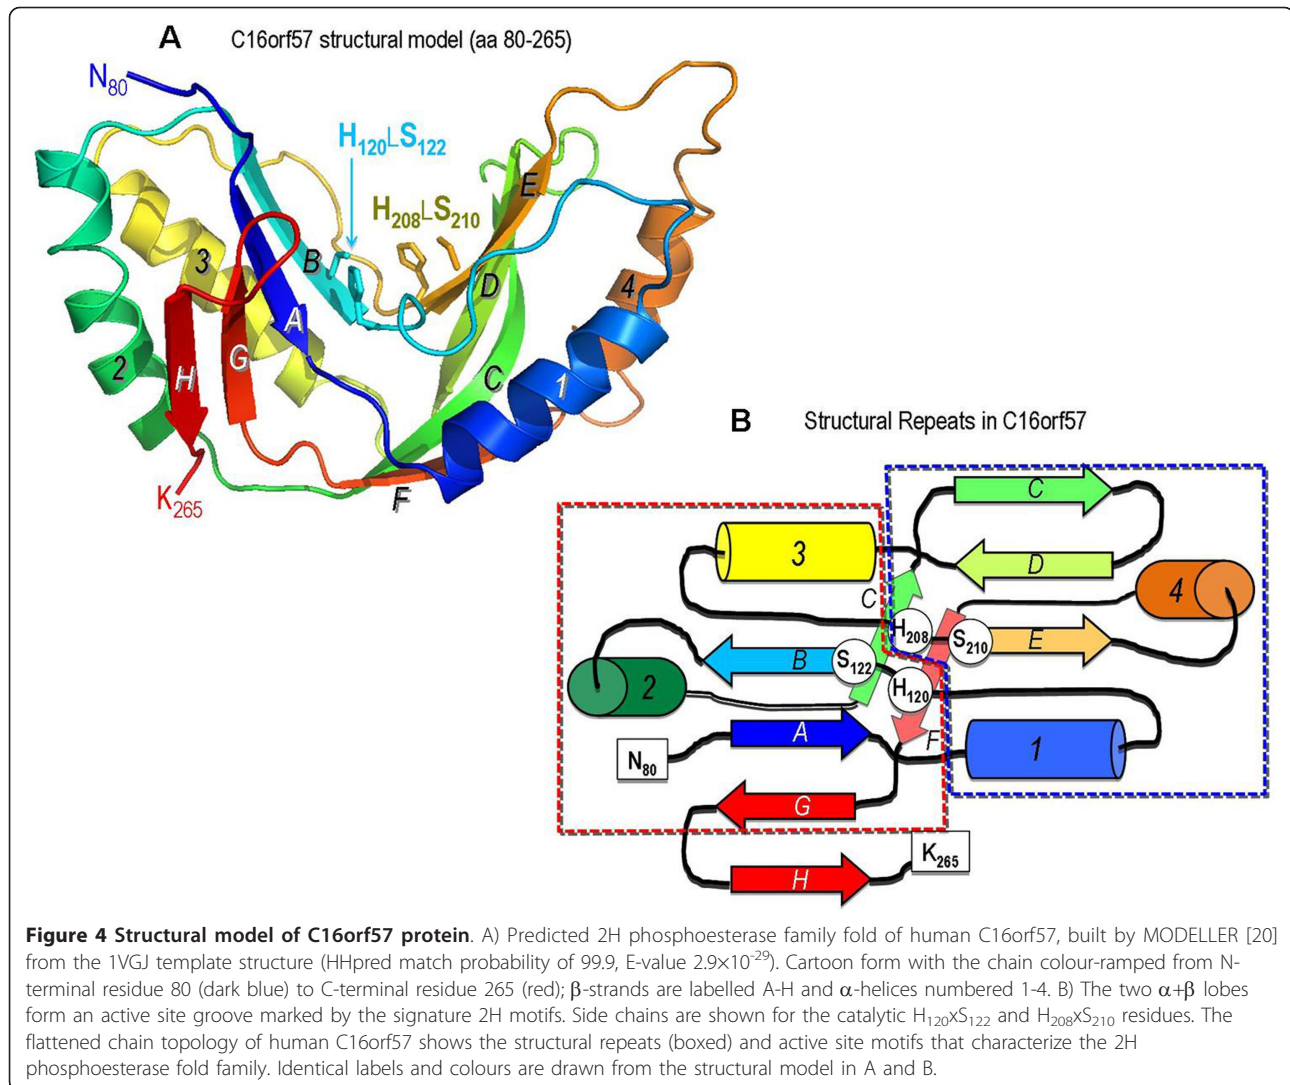 A C16orf57 structural model (aa 80-265)
N80
H120LS122
H208LS210
E
B
3
D
4
A
2
G
H
C
1
K265
F
B Structural Repeats in C16orf57
C
3
D
C
4
H208
S210
E
B
S122
2
H120
A
F
1
N80
G
K265
H
Figure 4 Structural model of C16orf57 protein. A) Predicted 2H phosphoesterase family fold of human C16orf57, built by MODELLER [20]
from the 1VGJ template structure (HHpred match probability of 99.9, E-value 2.9×10-29). Cartoon form with the chain colour-ramped from N-
terminal residue 80 (dark blue) to C-terminal residue 265 (red); β-strands are labelled A-H and α-helices numbered 1-4. B) The two α+β lobes
form an active site groove marked by the signature 2H motifs. Side chains are shown for the catalytic H120xS122 and H208xS210 residues. The
flattened chain topology of human C16orf57 shows the structural repeats (boxed) and active site motifs that characterize the 2H
phosphoesterase fold family. Identical labels and colours are drawn from the structural model in A and B.